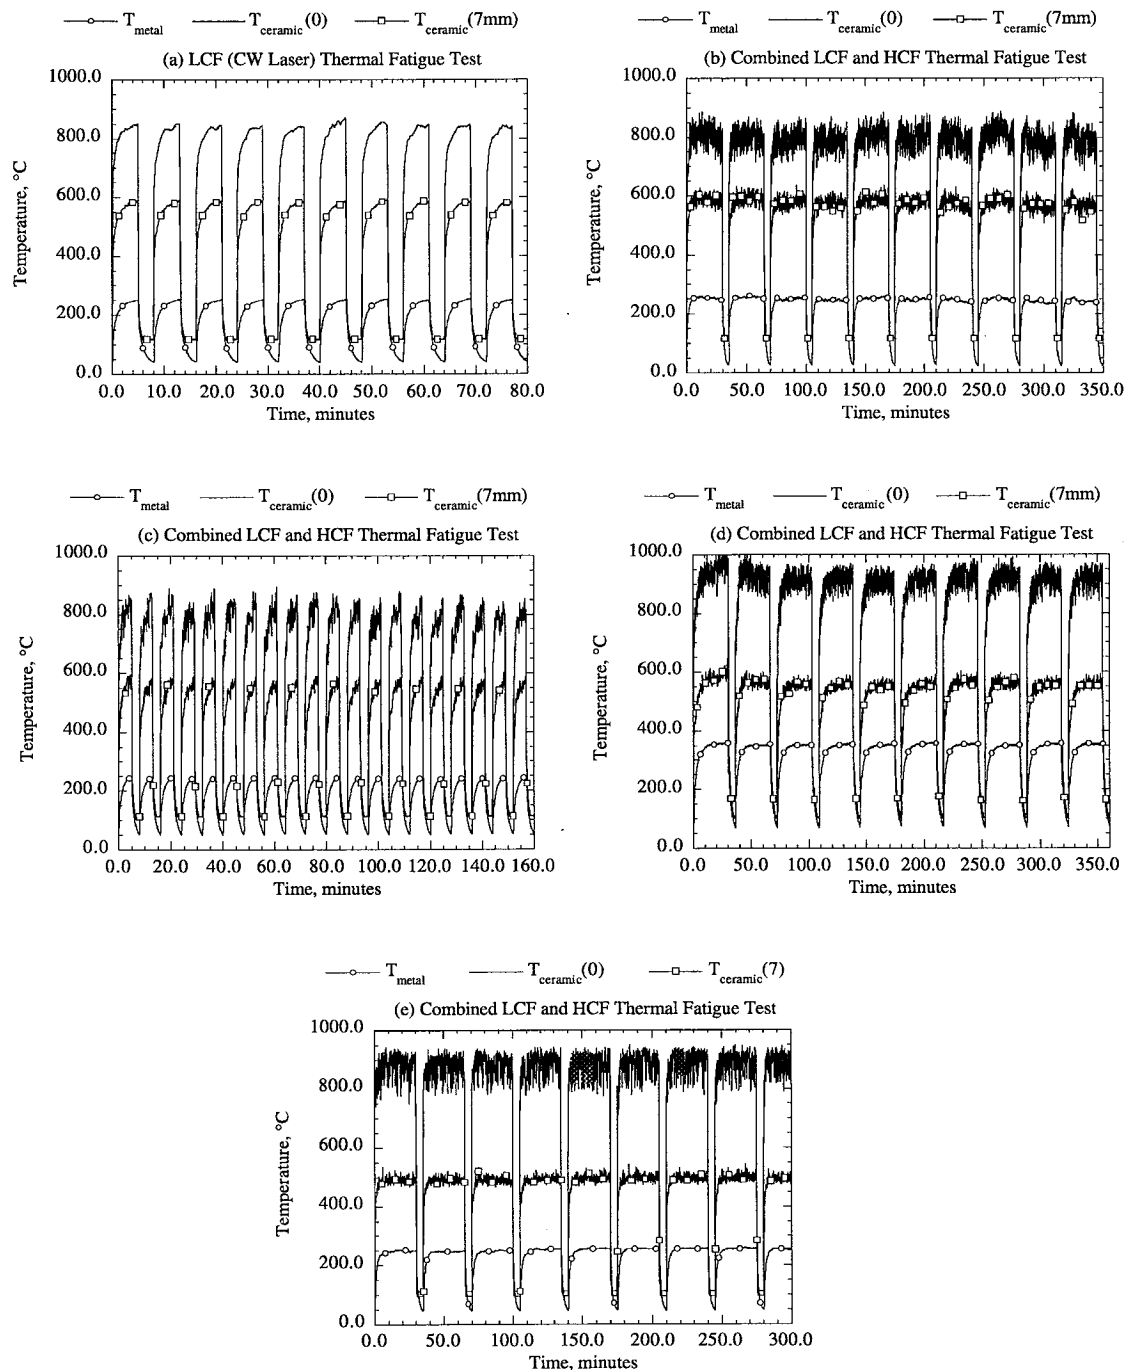 T_metal T_ceramic(0) T_ceramic(7mm)
(a) LCF (CW Laser) Thermal Fatigue Test
1000.0
800.0
600.0
400.0
200.0
0.0
Temperature, °C
0.0 10.0 20.0 30.0 40.0 50.0 60.0 70.0 80.0
Time, minutes
T_metal T_ceramic(0) T_ceramic(7mm)
(b) Combined LCF and HCF Thermal Fatigue Test
1000.0
800.0
600.0
400.0
200.0
0.0
Temperature, °C
0.0 50.0 100.0 150.0 200.0 250.0 300.0 350.0
Time, minutes
T_metal T_ceramic(0) T_ceramic(7mm)
(c) Combined LCF and HCF Thermal Fatigue Test
1000.0
800.0
600.0
400.0
200.0
0.0
Temperature, °C
0.0 20.0 40.0 60.0 80.0 100.0 120.0 140.0 160.0
Time, minutes
T_metal T_ceramic(0) T_ceramic(7mm)
(d) Combined LCF and HCF Thermal Fatigue Test
1000.0
800.0
600.0
400.0
200.0
0.0
Temperature, °C
0.0 50.0 100.0 150.0 200.0 250.0 300.0 350.0
Time, minutes
T_metal T_ceramic(0) T_ceramic(7)
(e) Combined LCF and HCF Thermal Fatigue Test
1000.0
800.0
600.0
400.0
200.0
0.0
Temperature, °C
0.0 50.0 100.0 150.0 200.0 250.0 300.0
Time, minutes